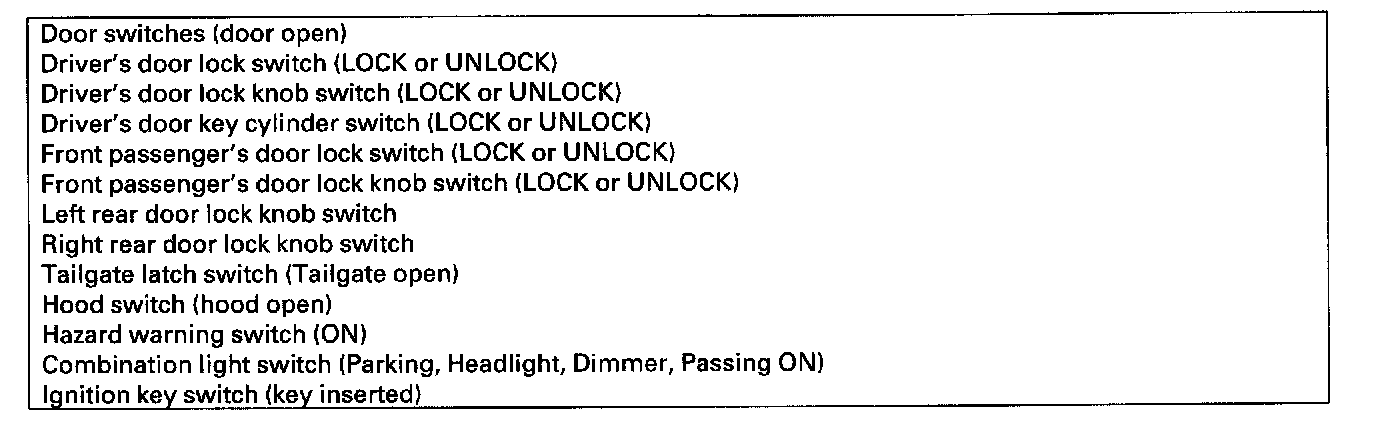 Door switches (door open)
Driver's door lock switch (LOCK or UNLOCK)
Driver's door lock knob switch (LOCK or UNLOCK)
Driver's door key cylinder switch (LOCK or UNLOCK)
Front passenger's door lock switch (LOCK or UNLOCK)
Front passenger's door lock knob switch (LOCK or UNLOCK)
Left rear door lock knob switch
Right rear door lock knob switch
Tailgate latch switch (Tailgate open)
Hood switch (hood open)
Hazard warning switch (ON)
Combination light switch (Parking, Headlight, Dimmer, Passing ON)
Ignition key switch (key inserted)